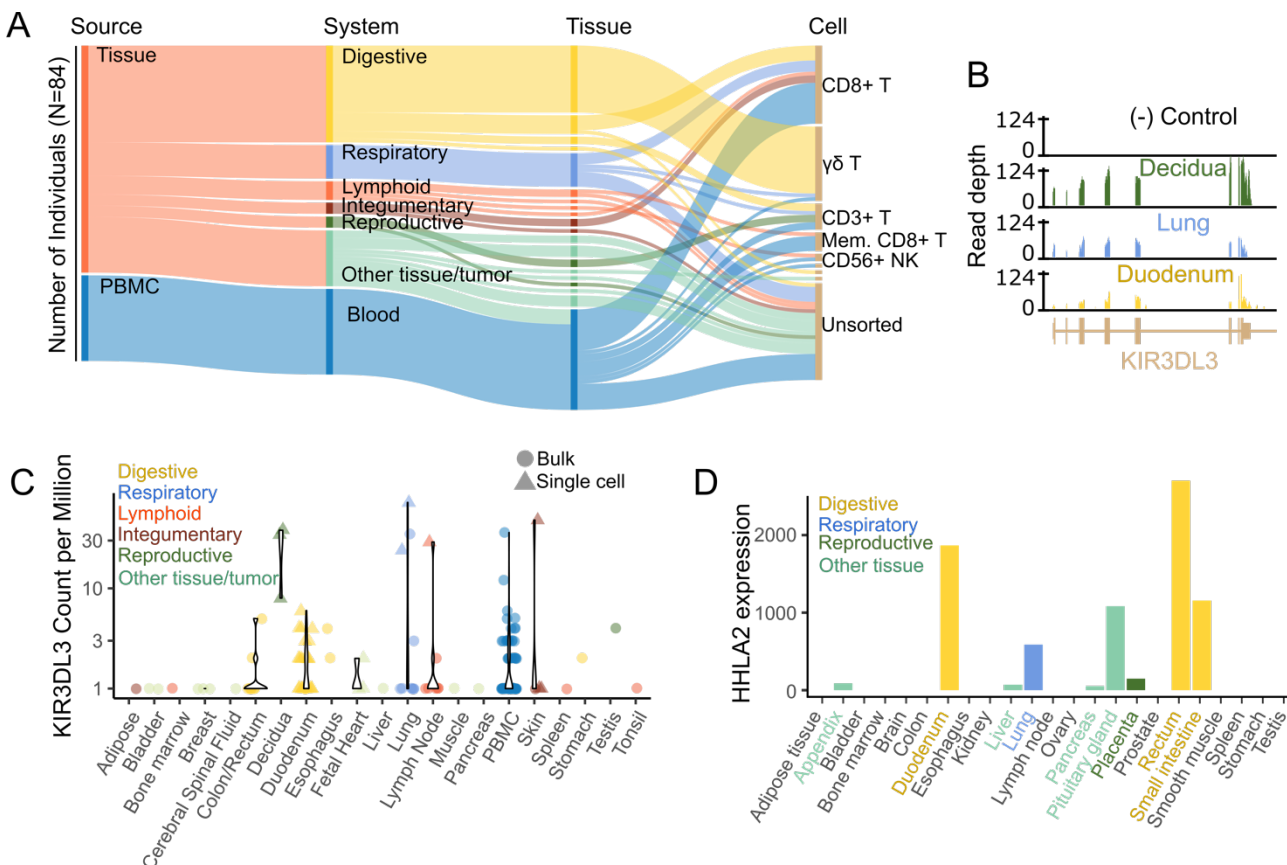 A
Source System Tissue Cell
Number of Individuals (N=84)
Tissue
PBMC
Digestive
Respiratory
Lymphoid
Integumentary
Reproductive
Other tissue/tumor
Blood
CD8+ T
γδ T
CD3+ T
Mem. CD8+ T
CD56+ NK
Unsorted
B
Read depth
124
0
(-) Control
124
0
Decidua
124
0
Lung
124
0
Duodenum
KIR3DL3
C
KIR3DL3 Count per Million
Digestive
Respiratory
Lymphoid
Integumentary
Reproductive
Other tissue/tumor
Bulk
Single cell
30
10
3
1
Adipose
Bladder
Bone marrow
Breast
Cerebral Spinal Fluid
Colon/Rectum
Decidua
Duodenum
Esophagus
Fetal Heart
Liver
Lung
Lymph Node
Muscle
Pancreas
PBMC
Skin
Spleen
Stomach
Testis
Tonsil
D
HHLA2 expression
Digestive
Respiratory
Reproductive
Other tissue
2000
1000
0
Adipose tissue
Appendix
Bladder
Bone marrow
Brain
Colon
Duodenum
Esophagus
Kidney
Liver
Lung
Lymph node
Ovary
Pancreas
Pituitary gland
Placenta
Prostate
Rectum
Small intestine
Smooth muscle
Spleen
Stomach
Testis